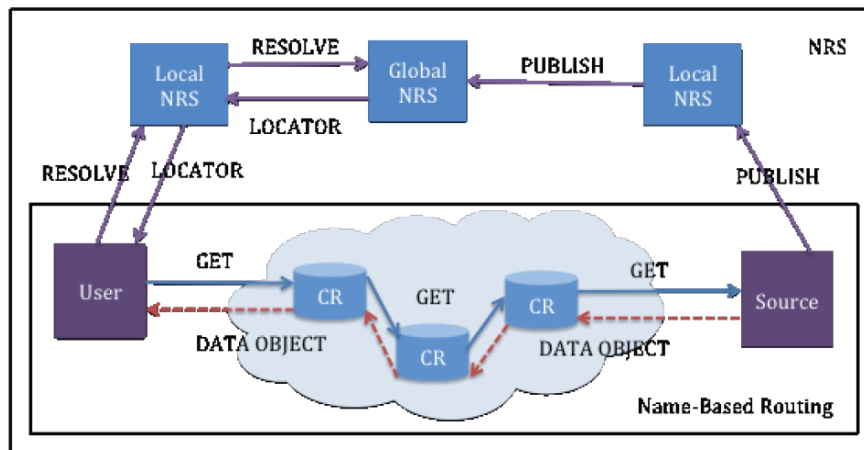 RESOLVE
NRS
Local
NRS
Global
NRS
PUBLISH
Local
NRS
LOCATOR
RESOLVE
LOCATOR
PUBLISH
User
GET
CR
GET
CR
GET
Source
DATA OBJECT
CR
DATA OBJECT
Name-Based Routing